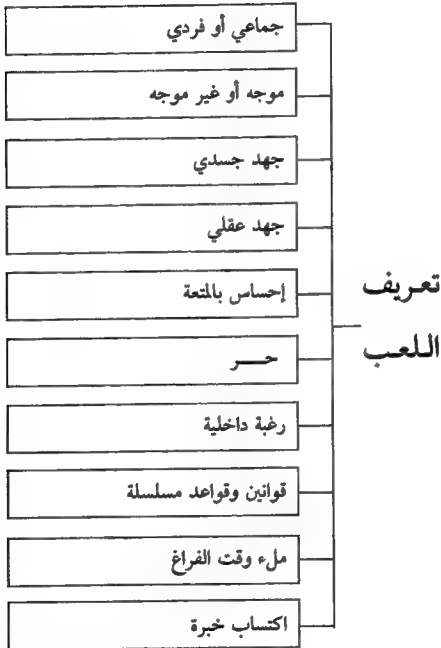 تعريف
اللعب
جماعي أو فردي
موجه أو غير موجه
جهد جسدي
جهد عقلي
إحساس بالمتعة
حــــر
رغبة داخلية
قوانين وقواعد مسلسلة
ملء وقت الفراغ
اكتساب خبرة